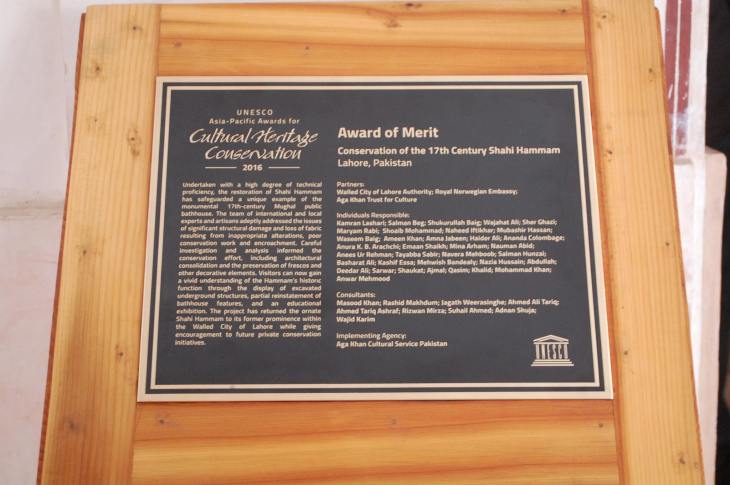 UNESCO
Asia-Pacific Awards for
Cultural Heritage
Conservation
2016
Undertaken with a high degree of technical
proficiency, the restoration of Shahi Hammam
has safeguarded a unique example of the
monumental 17th-century Mughal public
bathhouse. The team of international and local
experts and artisans adeptly addressed the issues
of significant structural damage and loss of fabric
resulting from inappropriate alterations, poor
conservation work and encroachment. Careful
investigation and analysis informed the
conservation effort, including architectural
consolidation and the preservation of frescos and
other decorative elements. Visitors can now gain
a vivid understanding of the Hammam's historic
function through the display of excavated
underground structures, partial reinstatement of
bathhouse features, and an educational
exhibition. The project has returned the ornate
Shahi Hammam to its former prominence within
the Walled City of Lahore while giving
encouragement to future private conservation
initiatives.
Award of Merit
Conservation of the 17th Century Shahi Hammam
Lahore, Pakistan
Partners:
Walled City of Lahore Authority; Royal Norwegian Embassy;
Aga Khan Trust for Culture
Individuals Responsible:
Kamran Lashari; Salman Beg; Shukurullah Baig; Wajahat Ali; Sher Ghazi;
Maryam Rabi; Shoaib Mohammad; Naheed Iftikhar; Mubashir Hassan;
Waseem Baig; Ameen Khan; Amna Jabeen; Haider Ali; Ananda Colombage;
Anura K. B. Arachchi; Emaan Shaikh; Mina Arham; Nauman Abid;
Anees Ur Rehman; Tayabba Sabir; Navera Mehboob; Salman Hunzai;
Basharat Ali; Kashif Essa; Mehwish Bandealy; Nazia Hussain; Abdullah;
Deedar Ali; Sarwar; Shaukat; Ajmal; Qasim; Khalid; Mohammad Khan;
Anwar Mehmood
Consultants:
Masood Khan; Rashid Makhdum; Jagath Weerasinghe; Ahmed Ali Tariq;
Ahmed Tariq Ashraf; Rizwan Mirza; Suhail Ahmed; Adnan Shuja;
Wajid Karim
Implementing Agency:
Aga Khan Cultural Service Pakistan
UNESCO